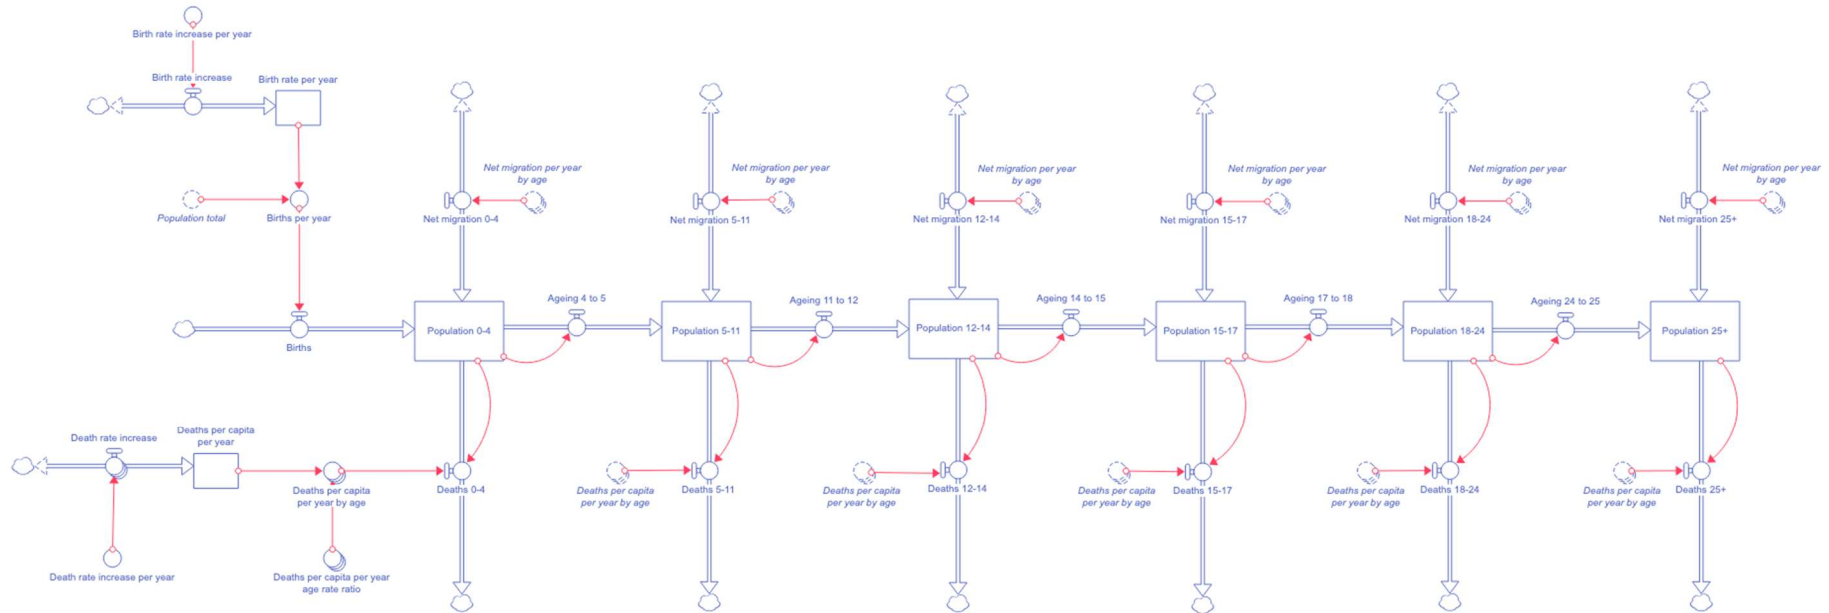 Birth rate increase per year
Birth rate increase
Birth rate per year
Net migration per year
by age
Net migration per year
by age
Net migration per year
by age
Net migration per year
by age
Net migration per year
by age
Net migration per year
by age
Population total
Births per year
Net migration 0-4
Net migration 5-11
Net migration 12-14
Net migration 15-17
Net migration 18-24
Net migration 25+
Ageing 4 to 5
Ageing 11 to 12
Ageing 14 to 15
Ageing 17 to 18
Ageing 24 to 25
Births
Population 0-4
Population 5-11
Population 12-14
Population 15-17
Population 18-24
Population 25+
Death rate increase
Deaths per capita
per year
Deaths per capita
per year by age
Deaths 0-4
Deaths per capita
per year by age
Deaths 5-11
Deaths per capita
per year by age
Deaths 12-14
Deaths per capita
per year by age
Deaths 15-17
Deaths per capita
per year by age
Deaths 18-24
Deaths per capita
per year by age
Deaths 25+
Death rate increase per year
Deaths per capita per year
age rate ratio